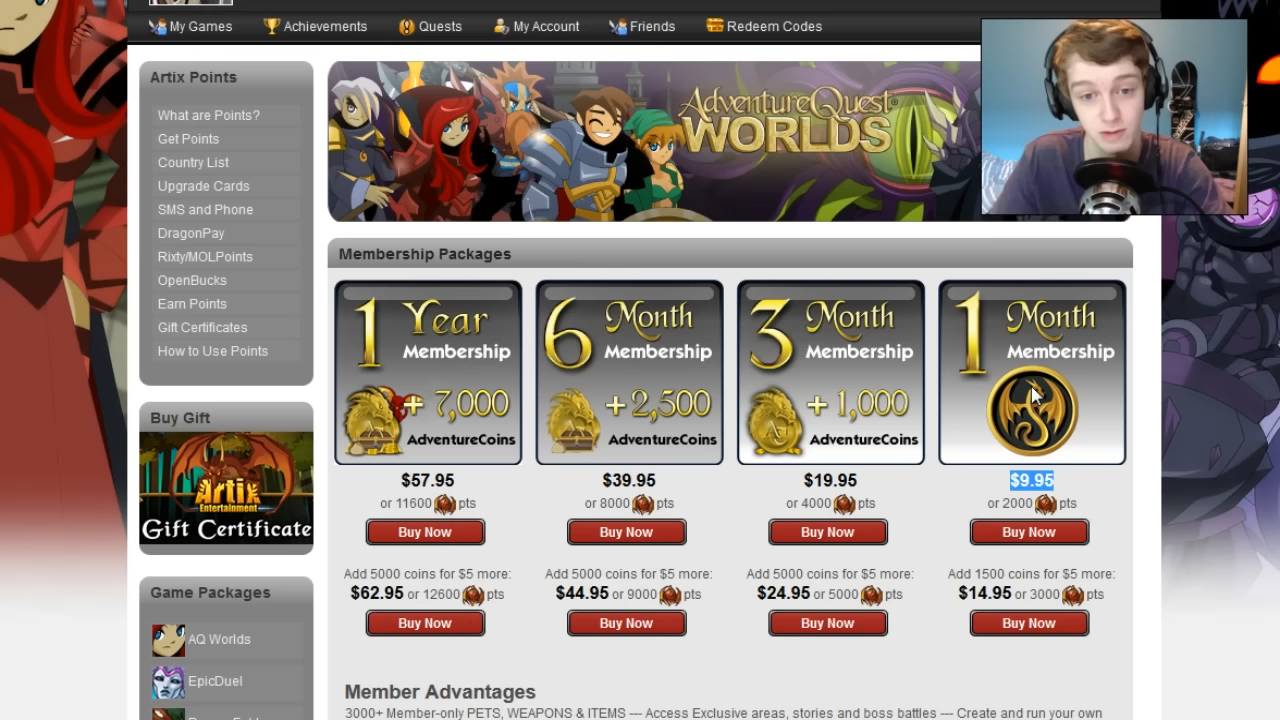 My Games Achievements Quests My Account Friends Redeem Codes
Artix Points
What are Points?
Get Points
Country List
Upgrade Cards
SMS and Phone
DragonPay
Rixty/MOLPoints
OpenBucks
Earn Points
Gift Certificates
How to Use Points
Buy Gift
Artix
Entertainment
Gift Certificate
Game Packages
AQ Worlds
EpicDuel
AdventureQuest
WORLDS
Membership Packages
1 Year
Membership
+ 7,000
AdventureCoins
$57.95
or 11600 pts
Buy Now
Add 5000 coins for $5 more:
$62.95 or 12600 pts
Buy Now
6 Month
Membership
+2,500
AdventureCoins
$39.95
or 8000 pts
Buy Now
Add 5000 coins for $5 more:
$44.95 or 9000 pts
Buy Now
3 Month
Membership
+ 1,000
AdventureCoins
$19.95
or 4000 pts
Buy Now
Add 5000 coins for $5 more:
$24.95 or 5000 pts
Buy Now
1 Month
Membership
$9.95
or 2000 pts
Buy Now
Add 1500 coins for $5 more:
$14.95 or 3000 pts
Buy Now
Member Advantages
3000+ Member-only PETS, WEAPONS & ITEMS --- Access Exclusive areas, stories and boss battles --- Create and run your own